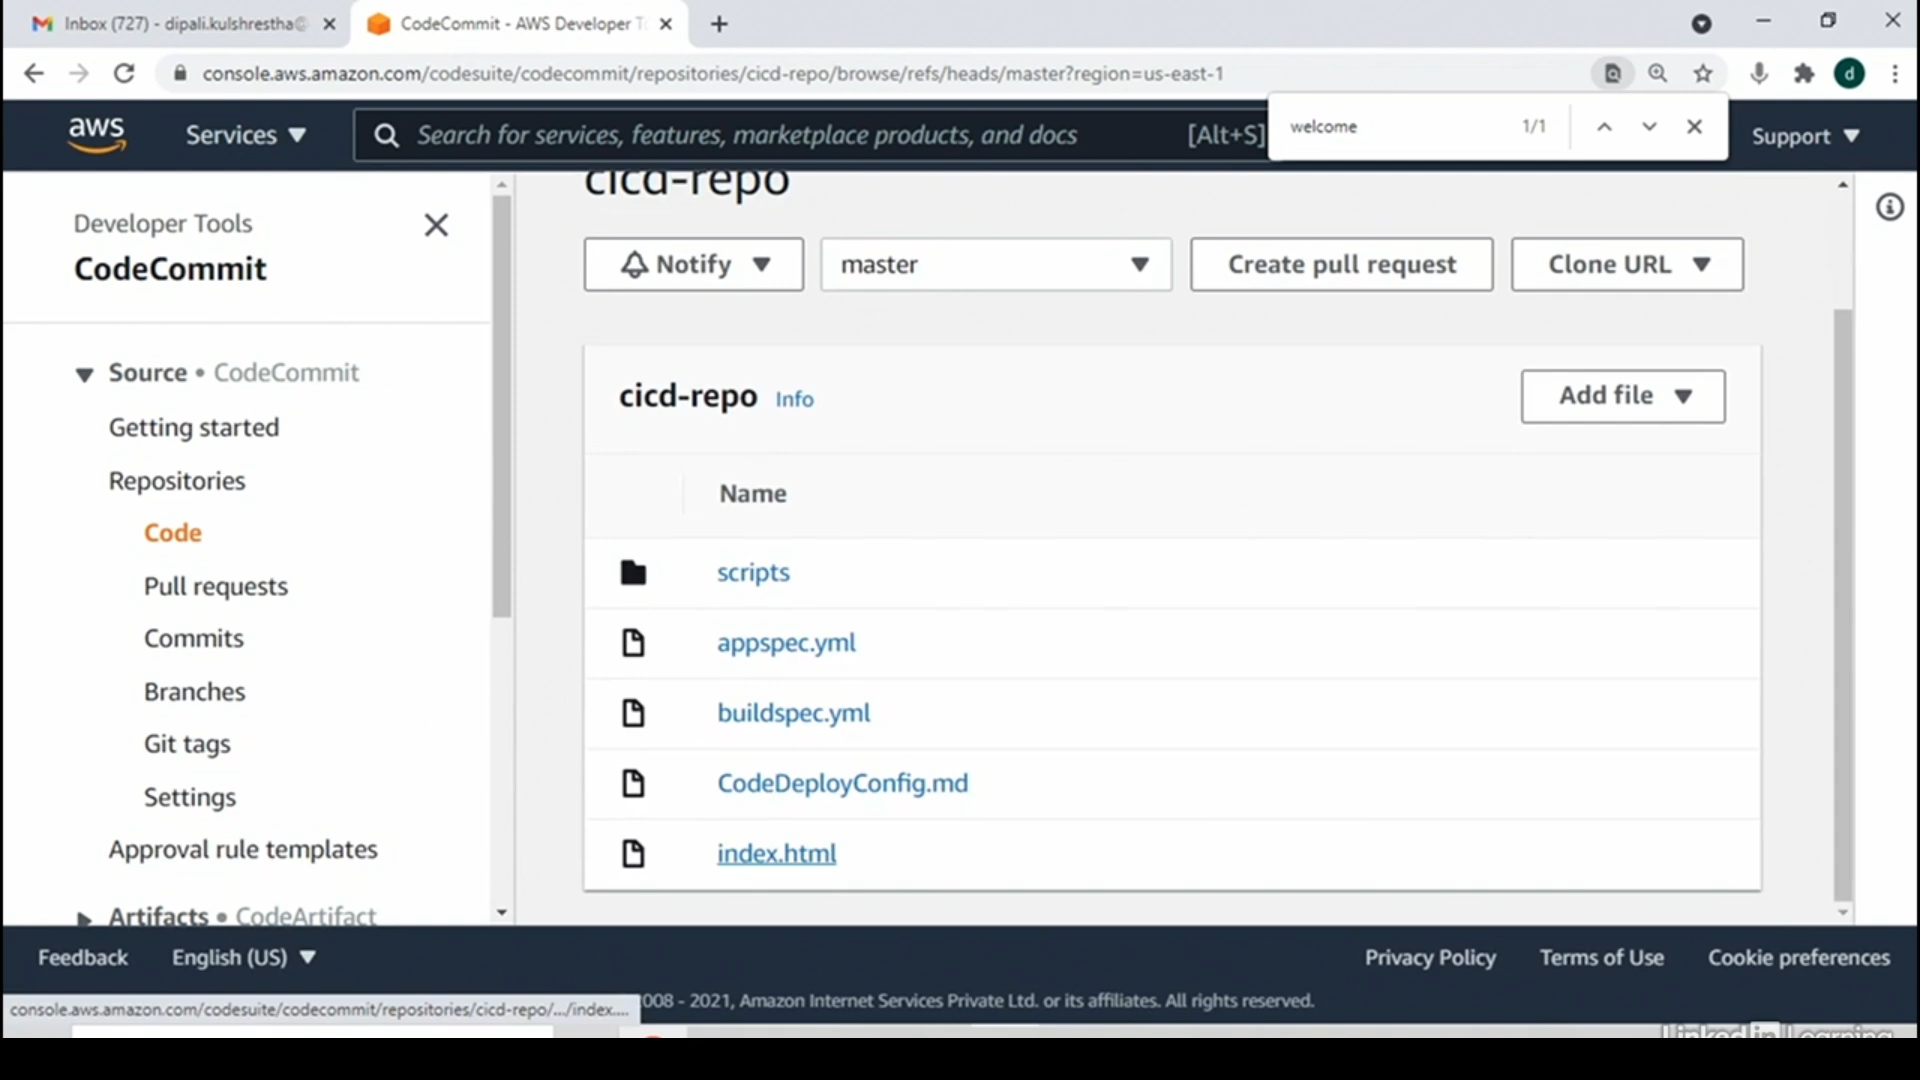 Inbox (727) - dipali.kulshrestha@
CodeCommit - AWS Developer T
console.aws.amazon.com/codesuite/codecommit/repositories/cicd-repo/browse/refs/heads/master?region=us-east-1
d
aws
Services
Search for services, features, marketplace products, and docs
[Alt+S]
welcome
1/1
Support
Developer Tools
CodeCommit
Source • CodeCommit
Getting started
Repositories
Code
Pull requests
Commits
Branches
Git tags
Settings
Approval rule templates
Artifacts • CodeArtifact
cicd-repo
Notify
master
Create pull request
Clone URL
cicd-repo Info
Add file
Name
scripts
appspec.yml
buildspec.yml
CodeDeployConfig.md
index.html
Feedback
English (US)
Privacy Policy
Terms of Use
Cookie preferences
console.aws.amazon.com/codesuite/codecommit/repositories/cicd-repo/.../index....
008 - 2021, Amazon Internet Services Private Ltd. or its affiliates. All rights reserved.
Linked in Learning